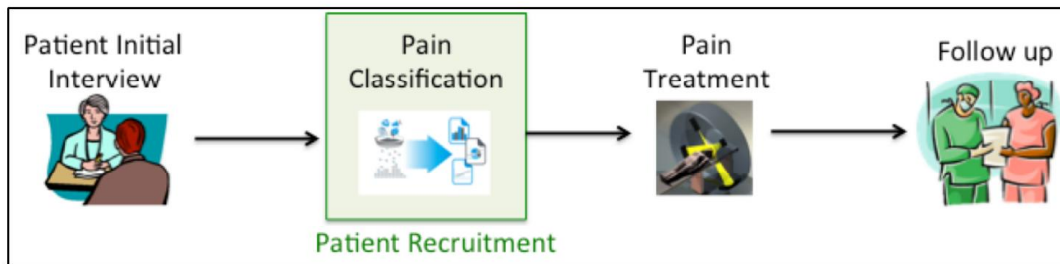 Patient Initial
Interview
Pain
Classification
Patient Recruitment
Pain
Treatment
Follow up